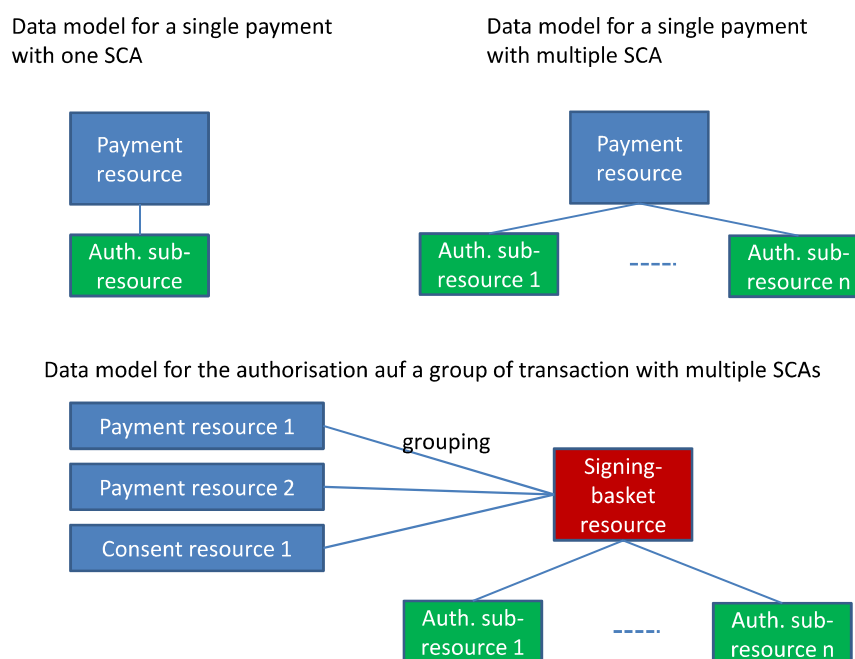 Data model for a single payment
with one SCA
Data model for a single payment
with multiple SCA
Payment
resource
Auth. sub-
resource
Payment
resource
Auth. sub-
resource 1
Auth. sub-
resource n
Data model for the authorisation auf a group of transaction with multiple SCAs
Payment resource 1
Payment resource 2
Consent resource 1
grouping
Signing-
basket
resource
Auth. sub-
resource 1
Auth. sub-
resource n